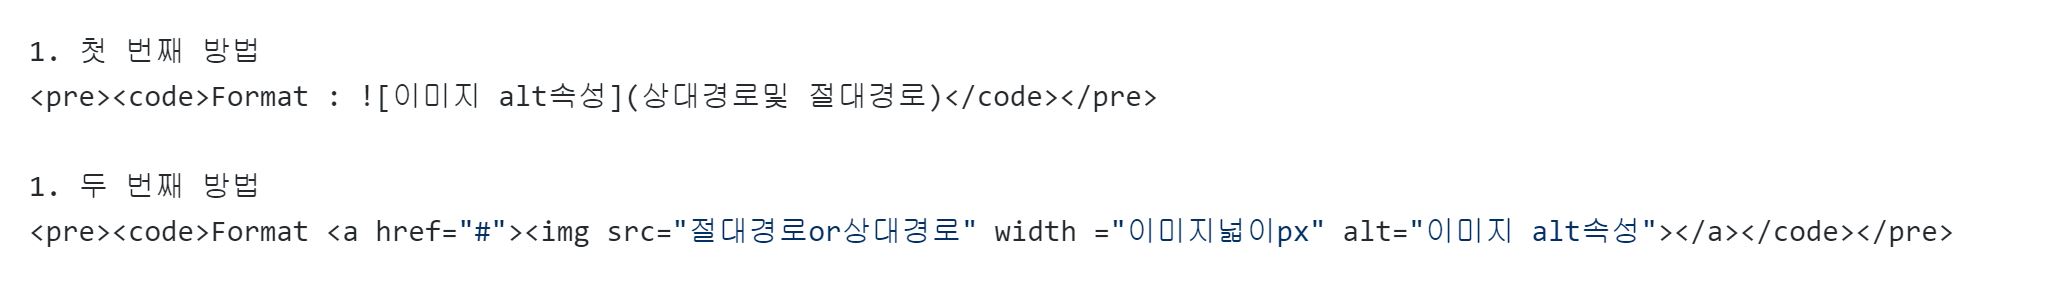 1. 첫 번째 방법
<pre><code>Format : ![이미지 alt속성](상대경로및 절대경로)</code></pre>
1. 두 번째 방법
<pre><code>Format <a href="#"><img src="절대경로or상대경로" width ="이미지넓이px" alt="이미지 alt속성"></a></code></pre>